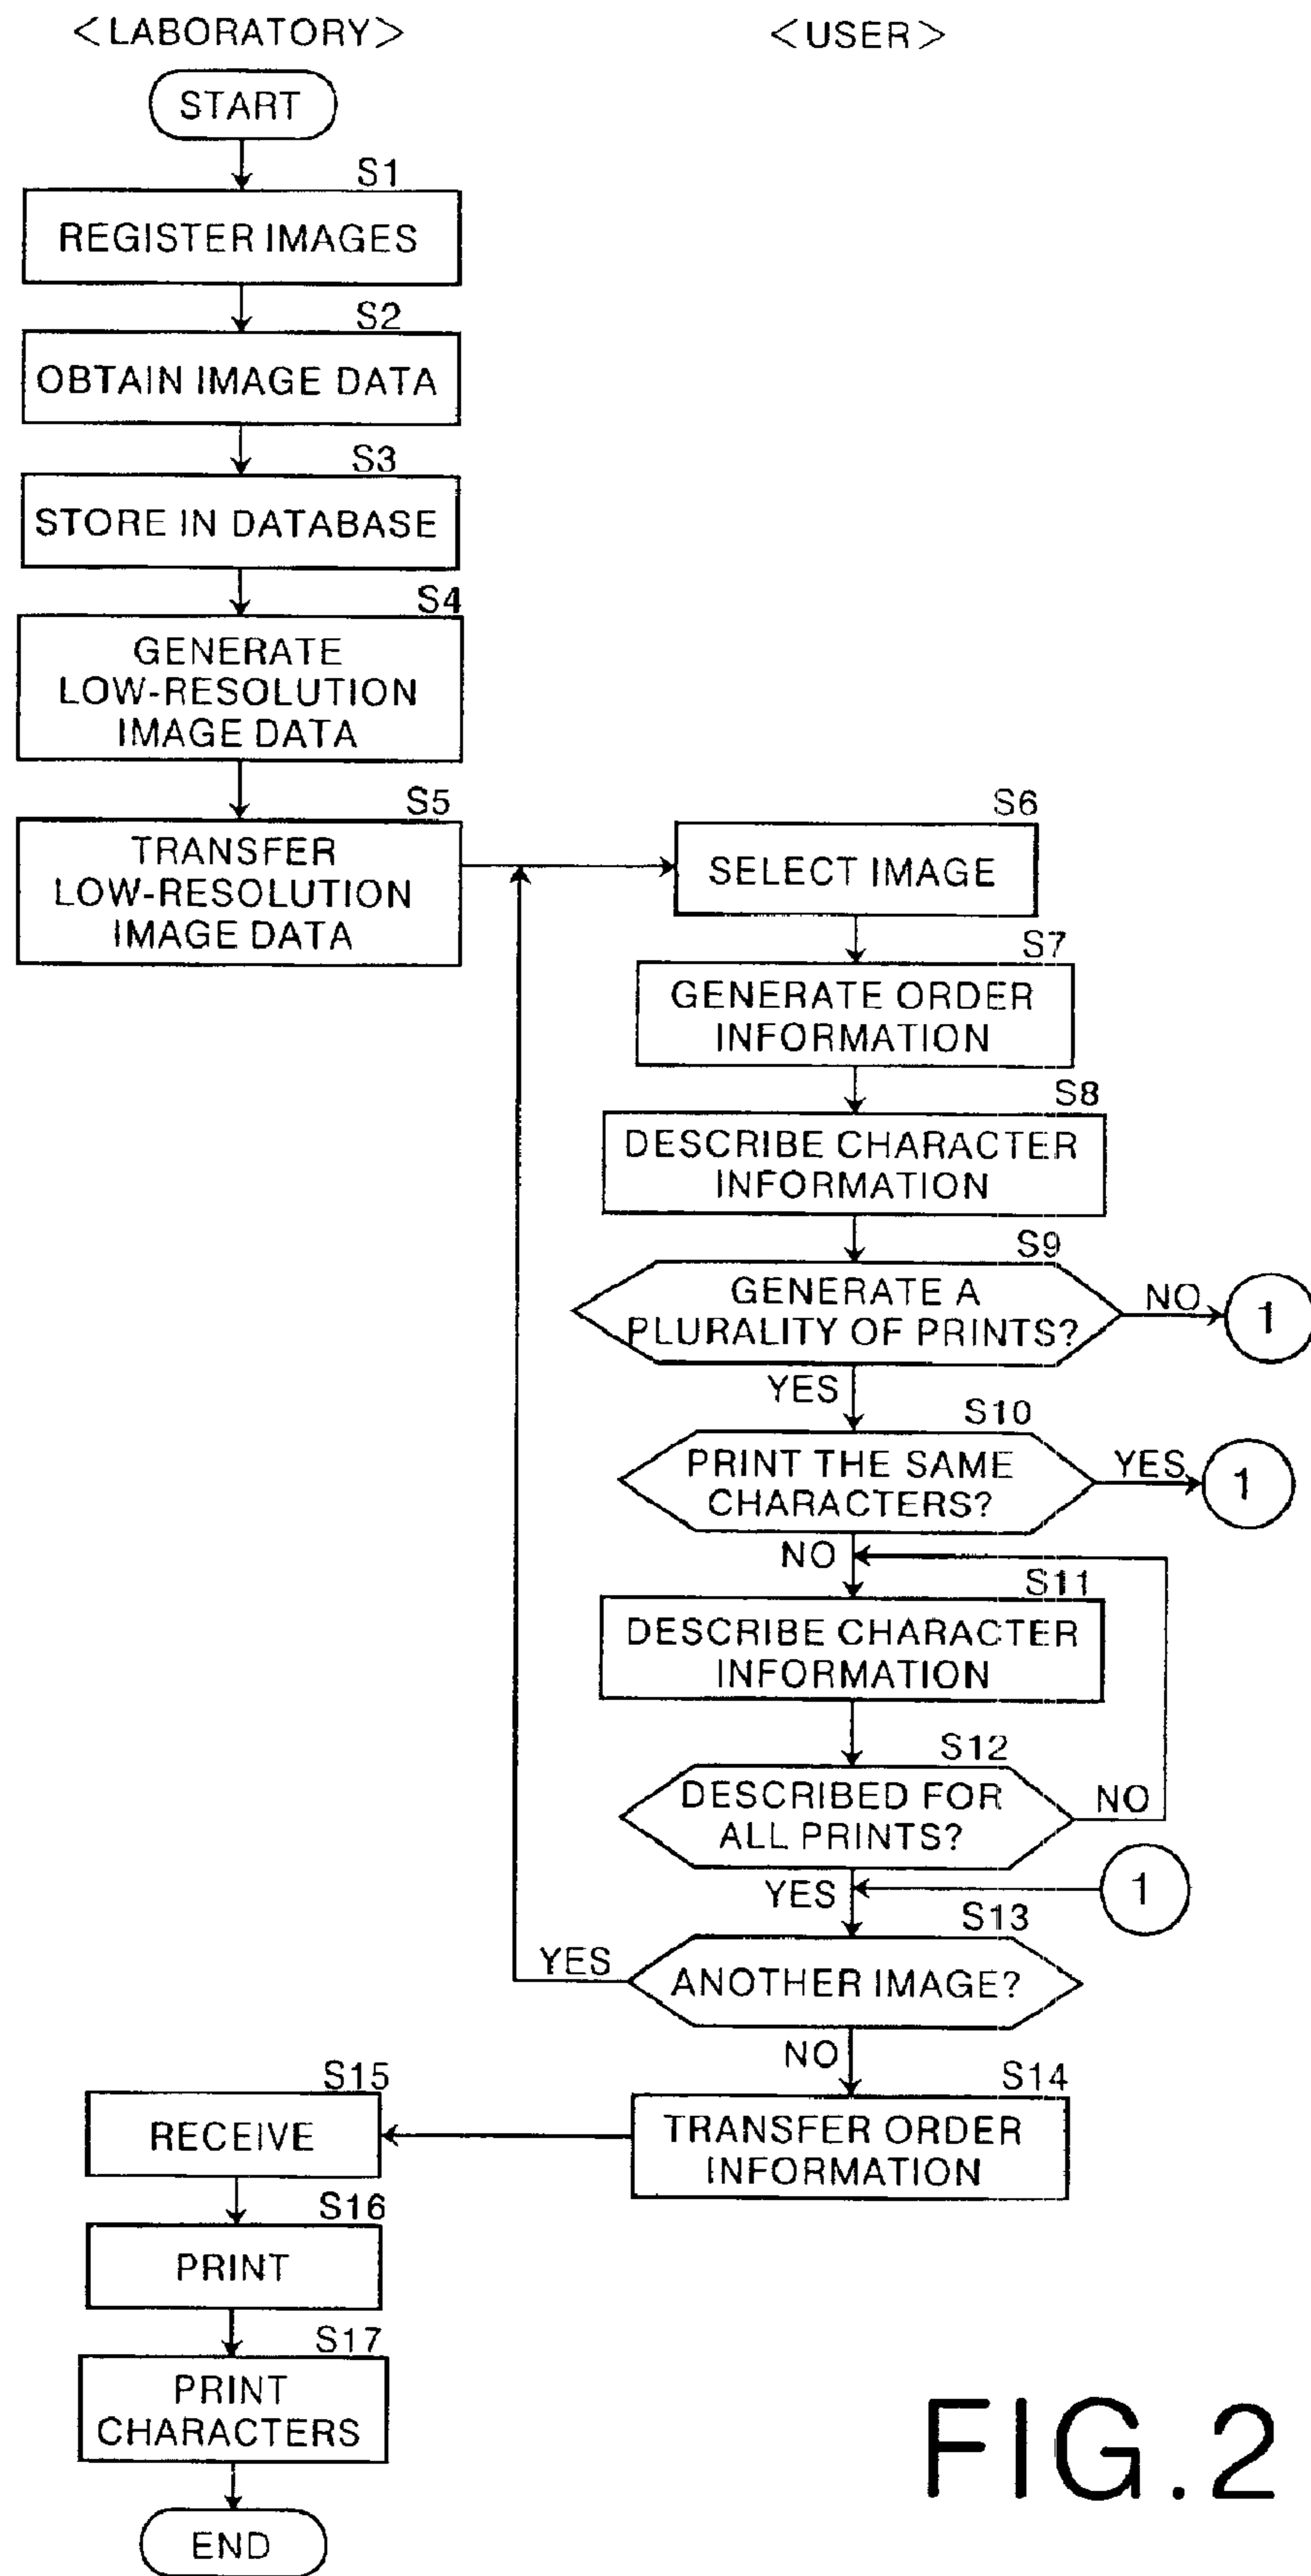 <LABORATORY>
<USER>
START
S1
REGISTER IMAGES
S2
OBTAIN IMAGE DATA
S3
STORE IN DATABASE
S4
GENERATE
LOW-RESOLUTION
IMAGE DATA
S5
TRANSFER
LOW-RESOLUTION
IMAGE DATA
S6
SELECT IMAGE
S7
GENERATE ORDER
INFORMATION
S8
DESCRIBE CHARACTER
INFORMATION
S9
GENERATE A
PLURALITY OF PRINTS?
NO
1
YES
S10
PRINT THE SAME
CHARACTERS?
YES
1
NO
S11
DESCRIBE CHARACTER
INFORMATION
S12
DESCRIBED FOR
ALL PRINTS?
NO
1
YES
S13
ANOTHER IMAGE?
YES
NO
S14
TRANSFER ORDER
INFORMATION
S15
RECEIVE
S16
PRINT
S17
PRINT
CHARACTERS
END
FIG.2